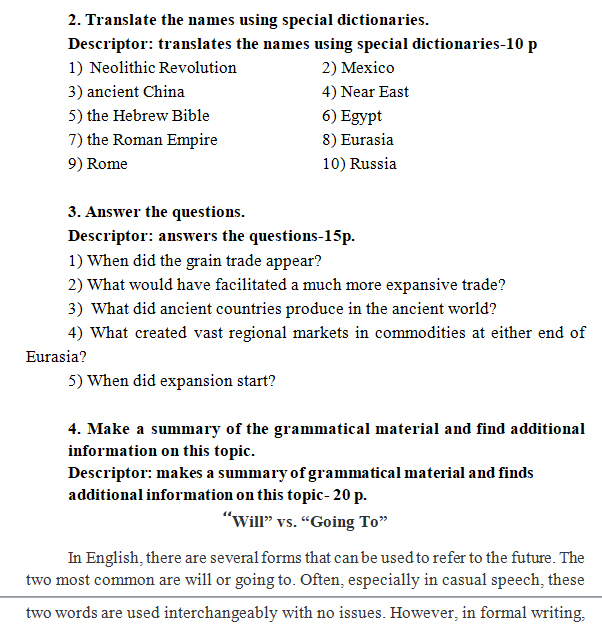 2. Translate the names using special dictionaries.
Descriptor: translates the names using special dictionaries-10 p
1) Neolithic Revolution 2) Mexico
3) ancient China 4) Near East
5) the Hebrew Bible 6) Egypt
7) the Roman Empire 8) Eurasia
9) Rome 10) Russia
3. Answer the questions.
Descriptor: answers the questions-15p.
1) When did the grain trade appear?
2) What would have facilitated a much more expansive trade?
3) What did ancient countries produce in the ancient world?
4) What created vast regional markets in commodities at either end of
Eurasia?
5) When did expansion start?
4. Make a summary of the grammatical material and find additional
information on this topic.
Descriptor: makes a summary of grammatical material and finds
additional information on this topic- 20 p.
“Will” vs. “Going To”
In English, there are several forms that can be used to refer to the future. The
two most common are will or going to. Often, especially in casual speech, these
two words are used interchangeably with no issues. However, in formal writing,